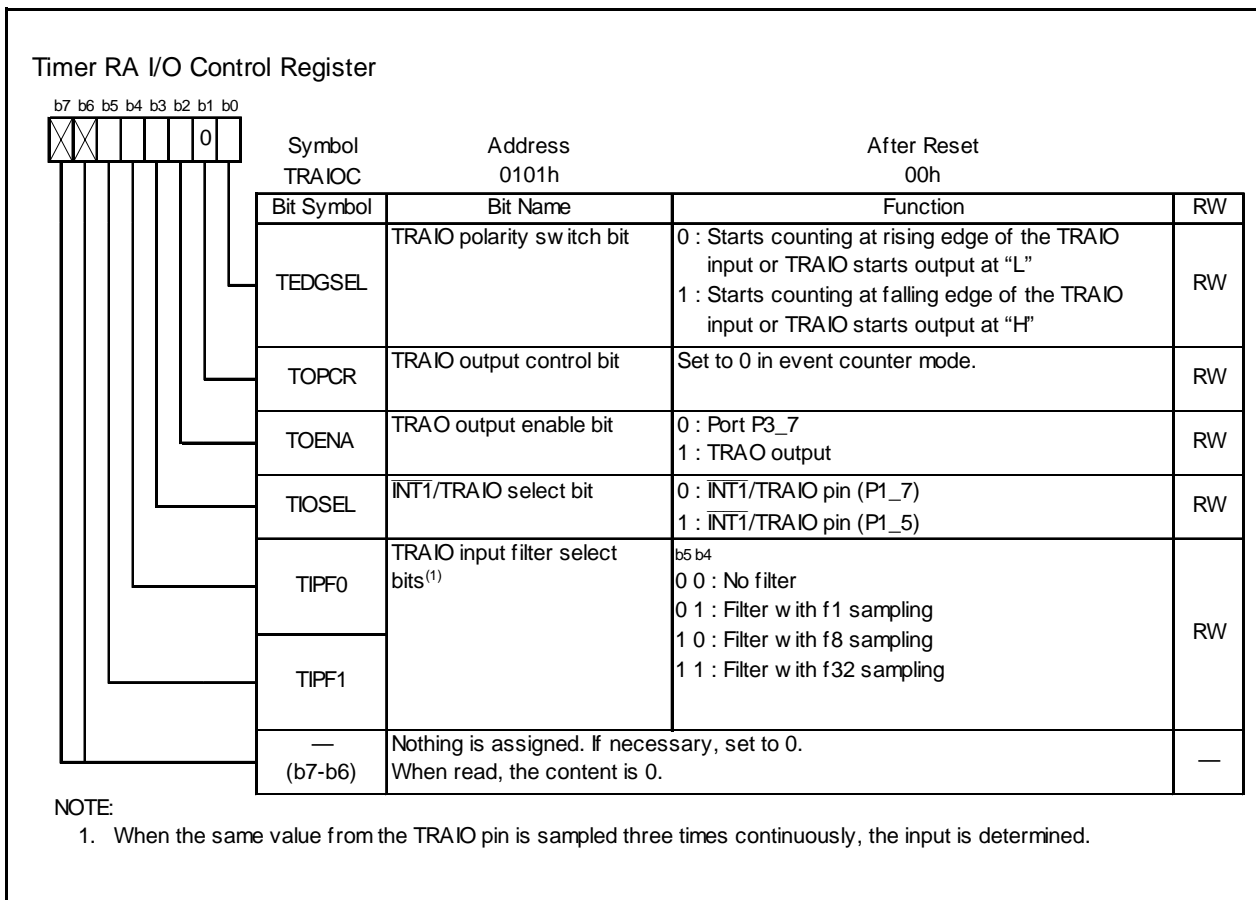 Timer RA I/O Control Register
b7 b6 b5 b4 b3 b2 b1 b0
0
Symbol Address After Reset
TRAIOC 0101h 00h
Bit Symbol Bit Name Function RW
TEDGSEL TRAIO polarity switch bit 0 : Starts counting at rising edge of the TRAIO
input or TRAIO starts output at “L”
1 : Starts counting at falling edge of the TRAIO
input or TRAIO starts output at “H”
RW
TOPCR TRAIO output control bit Set to 0 in event counter mode. RW
TOENA TRAO output enable bit 0 : Port P3_7
1 : TRAO output
RW
TIOSEL INT1/TRAIO select bit 0 : INT1/TRAIO pin (P1_7)
1 : INT1/TRAIO pin (P1_5)
RW
TIPF0 TRAIO input filter select
bits(1)
b5 b4
0 0 : No filter
0 1 : Filter with f1 sampling
1 0 : Filter with f8 sampling
1 1 : Filter with f32 sampling
RW
TIPF1
—
(b7-b6)
Nothing is assigned. If necessary, set to 0.
When read, the content is 0.
—
NOTE:
1. When the same value from the TRAIO pin is sampled three times continuously, the input is determined.